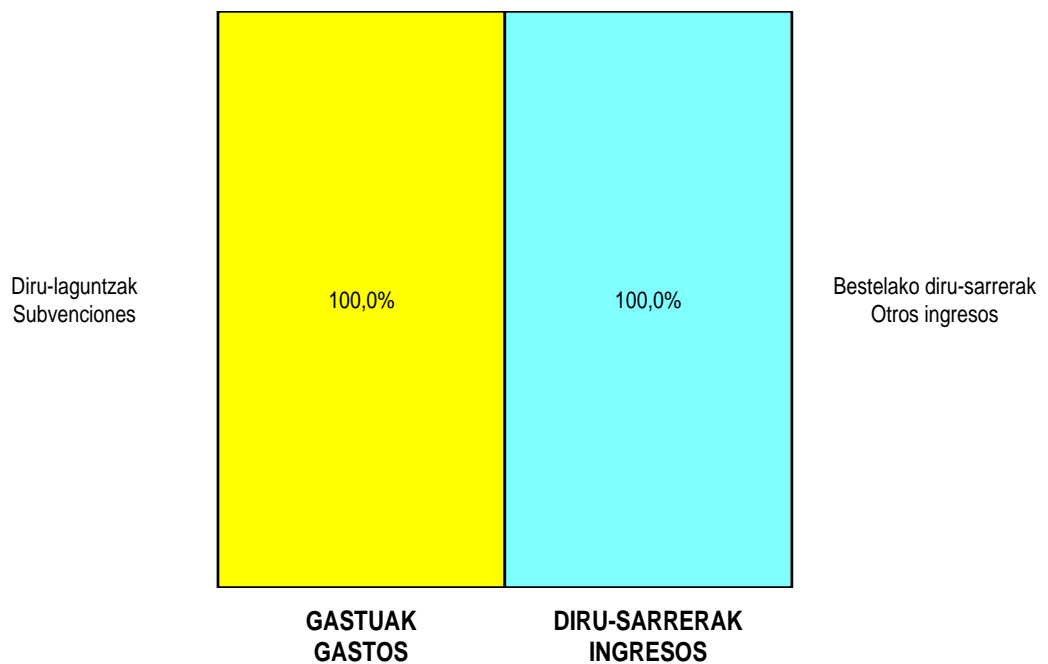 Diru-laguntzak
Subvenciones
100,0%
100,0%
Bestelako diru-sarrerak
Otros ingresos
GASTUAK
GASTOS
DIRU-SARRERAK
INGRESOS